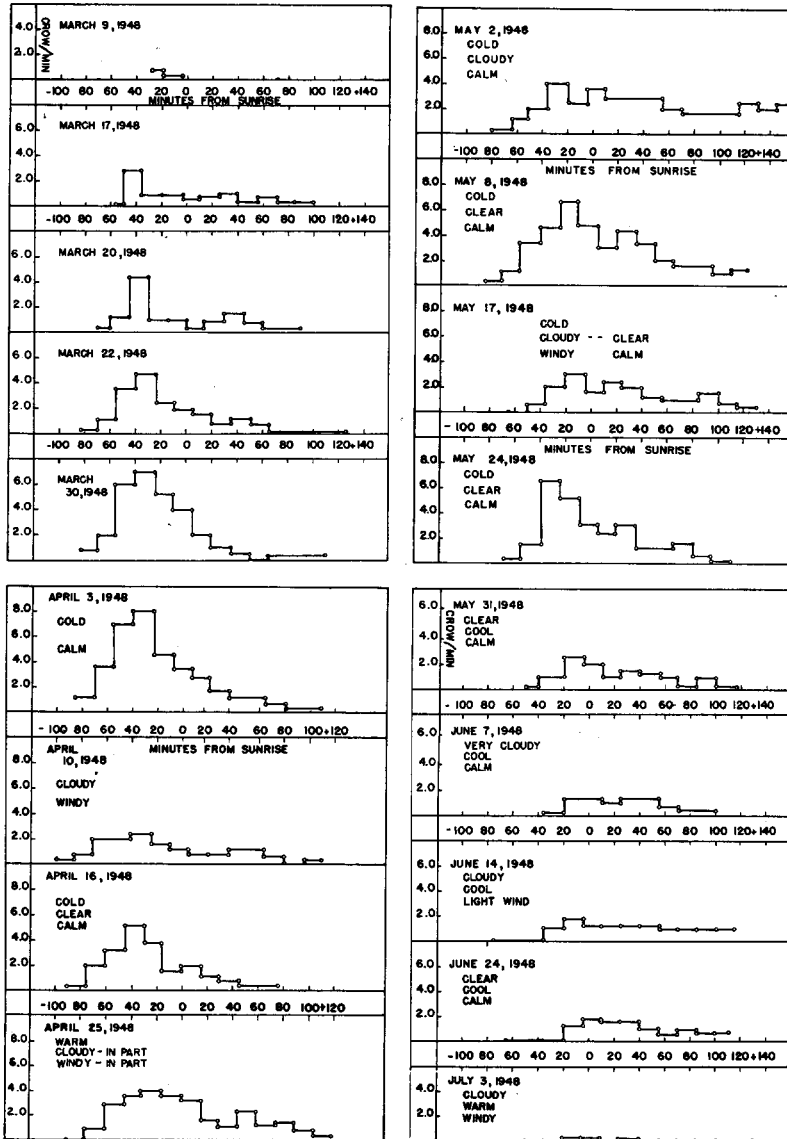 4.0
MARCH 9, 1948
2.0
CROW/MIN
-100 80 60 40 20 0 20 40 60 80 100 120+140
MINUTES FROM SUNRISE
MARCH 17, 1948
6.0
4.0
2.0
-100 80 60 40 20 0 20 40 60 80 100 120+140
MARCH 20, 1948
6.0
4.0
2.0
MARCH 22, 1948
6.0
4.0
2.0
MARCH
30, 1948
6.0
4.0
2.0
-100 80 60 40 20 0 20 40 60 80 100 120+140
APRIL 3, 1948
8.0
COLD
6.0
CALM
4.0
2.0
-100 80 60 40 20 0 20 40 60 80 100+120
MINUTES FROM SUNRISE
APRIL
10, 1948
8.0
CLOUDY
6.0
WINDY
4.0
2.0
APRIL 16, 1948
8.0
COLD
CLEAR
6.0
CALM
4.0
2.0
-100 80 60 40 20 0 20 40 60 80 100+120
APRIL 25, 1948
8.0
WARM
CLOUDY - IN PART
WINDY - IN PART
6.0
4.0
2.0
MAY 2, 1948
6.0
COLD
CLOUDY
4.0
CALM
2.0
-100 80 60 40 20 0 20 40 60 80 100 120+140
MINUTES FROM SUNRISE
MAY 8, 1948
8.0
COLD
6.0
CLEAR
CALM
4.0
2.0
MAY 17, 1948
6.0
COLD
CLOUDY -- CLEAR
4.0
WINDY CALM
2.0
-100 80 60 40 20 0 20 40 60 80 100 120+140
MINUTES FROM SUNRISE
MAY 24, 1948
8.0
COLD
6.0
CLEAR
CALM
4.0
2.0
MAY 31, 1948
6.0
CLEAR
COOL
4.0
CALM
2.0
CROW/MIN
-100 80 60 40 20 0 20 40 60 80 100 120+140
JUNE 7, 1948
6.0
VERY CLOUDY
COOL
4.0
CALM
2.0
-100 80 60 40 20 0 20 40 60 80 100 120+140
JUNE 14, 1948
6.0
CLOUDY
COOL
4.0
LIGHT WIND
2.0
JUNE 24, 1948
6.0
CLEAR
COOL
4.0
CALM
2.0
-100 80 60 40 20 0 20 40 60 80 100 120+140
JULY 3, 1948
4.0
CLOUDY
WARM
2.0
WINDY